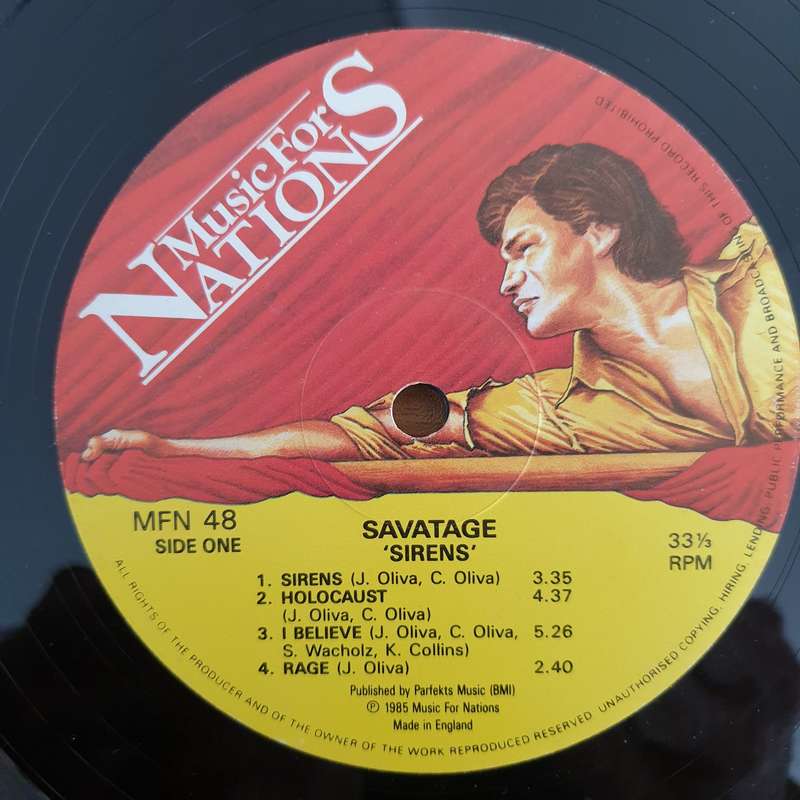 Music For
NATIONS
MFN 48
SIDE ONE
SAVATAGE
'SIRENS'
33⅓
RPM
1. SIRENS (J. Oliva, C. Oliva) 3.35
2. HOLOCAUST 4.37
(J. Oliva, C. Oliva)
3. I BELIEVE (J. Oliva, C. Oliva, 5.26
S. Wacholz, K. Collins)
4. RAGE (J. Oliva) 2.40
Published by Parfekts Music (BMI)
℗ 1985 Music For Nations
Made in England
ALL RIGHTS OF THE PRODUCER AND OF THE OWNER OF THE WORK REPRODUCED RESERVED. UNAUTHORISED COPYING, HIRING, LENDING, PUBLIC PERFORMANCE AND BROADCASTING OF THIS RECORD PROHIBITED